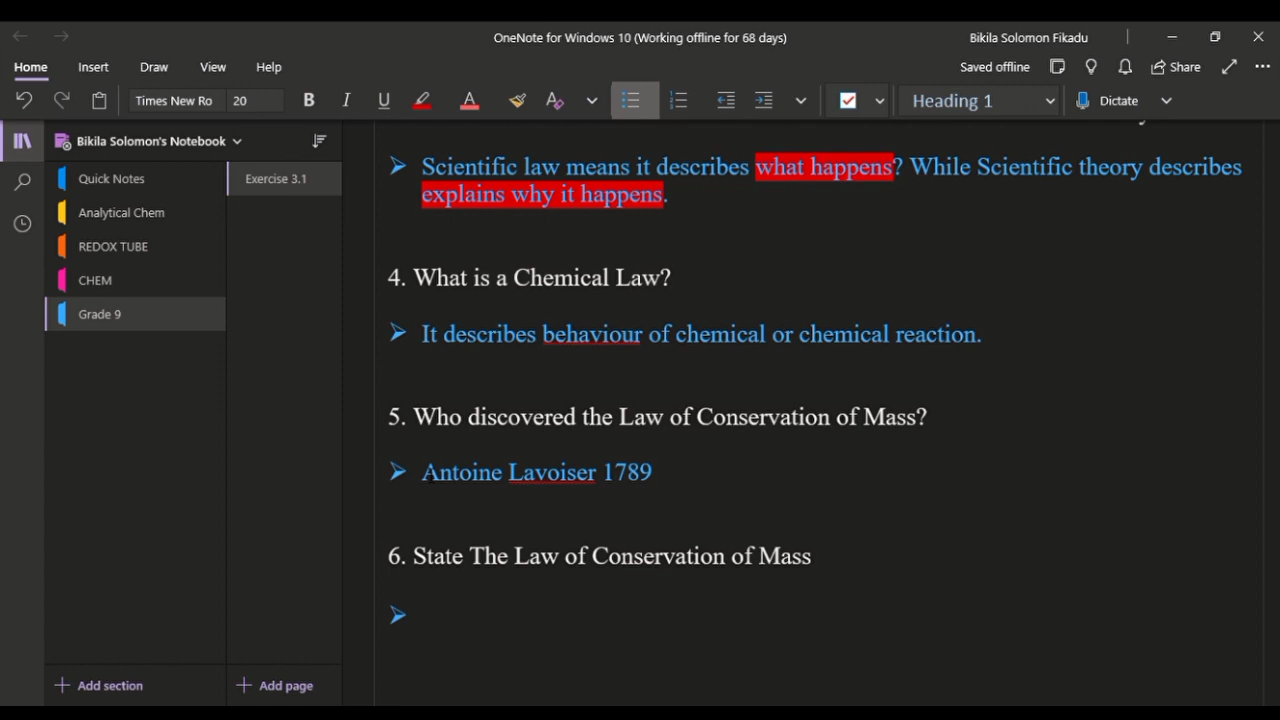 OneNote for Windows 10 (Working offline for 68 days)
Bikila Solomon Fikadu
Home
Insert
Draw
View
Help
Saved offline
Share
Times New Ro
20
B
I
U
A
A
Heading 1
Dictate
Bikila Solomon's Notebook
Quick Notes
Analytical Chem
REDOX TUBE
CHEM
Grade 9
Exercise 3.1
Scientific law means it describes what happens? While Scientific theory describes
explains why it happens.
4. What is a Chemical Law?
It describes behaviour of chemical or chemical reaction.
5. Who discovered the Law of Conservation of Mass?
Antoine Lavoiser 1789
6. State The Law of Conservation of Mass
+ Add section
+ Add page